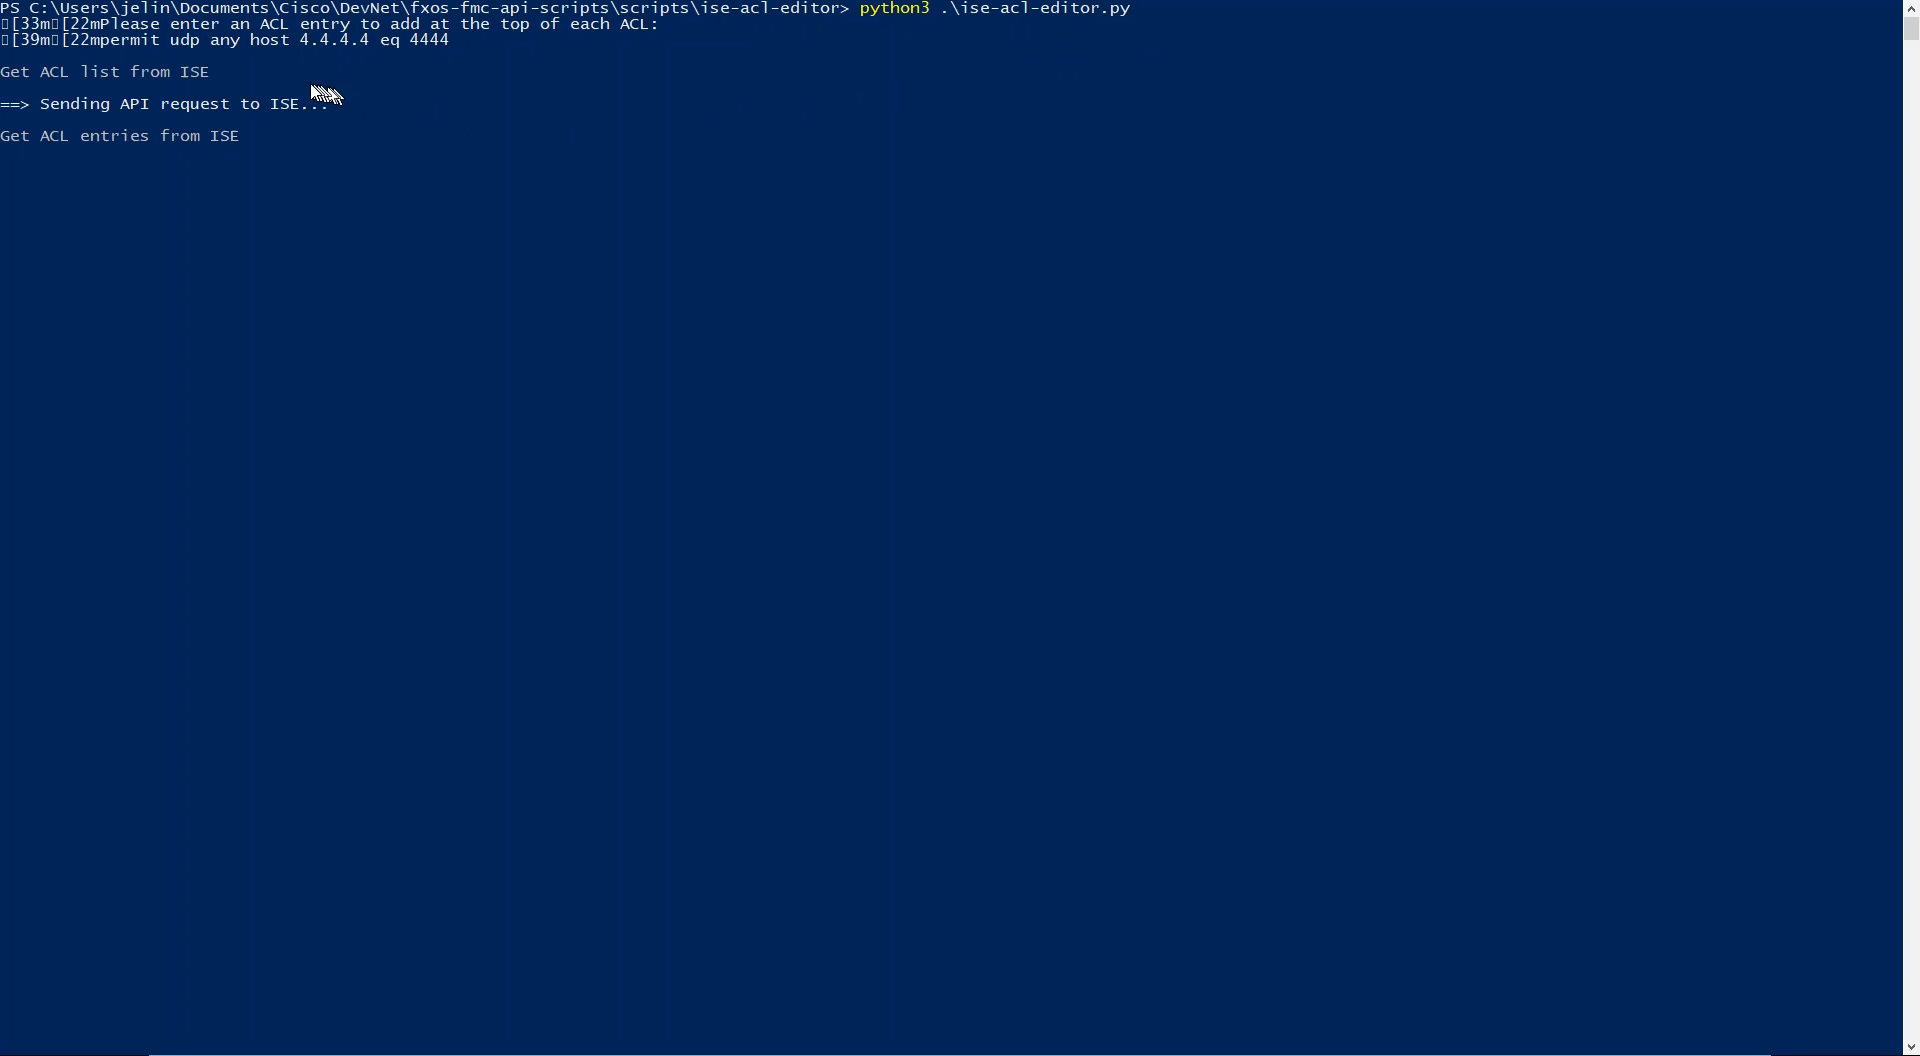 PS C:\Users\jelin\Documents\Cisco\DevNet\fxos-fmc-api-scripts\scripts\ise-acl-editor> python3 .\ise-acl-editor.py
▯[33m▯[22mPlease enter an ACL entry to add at the top of each ACL:
▯[39m▯[22mpermit udp any host 4.4.4.4 eq 4444
Get ACL list from ISE
==> Sending API request to ISE...
Get ACL entries from ISE